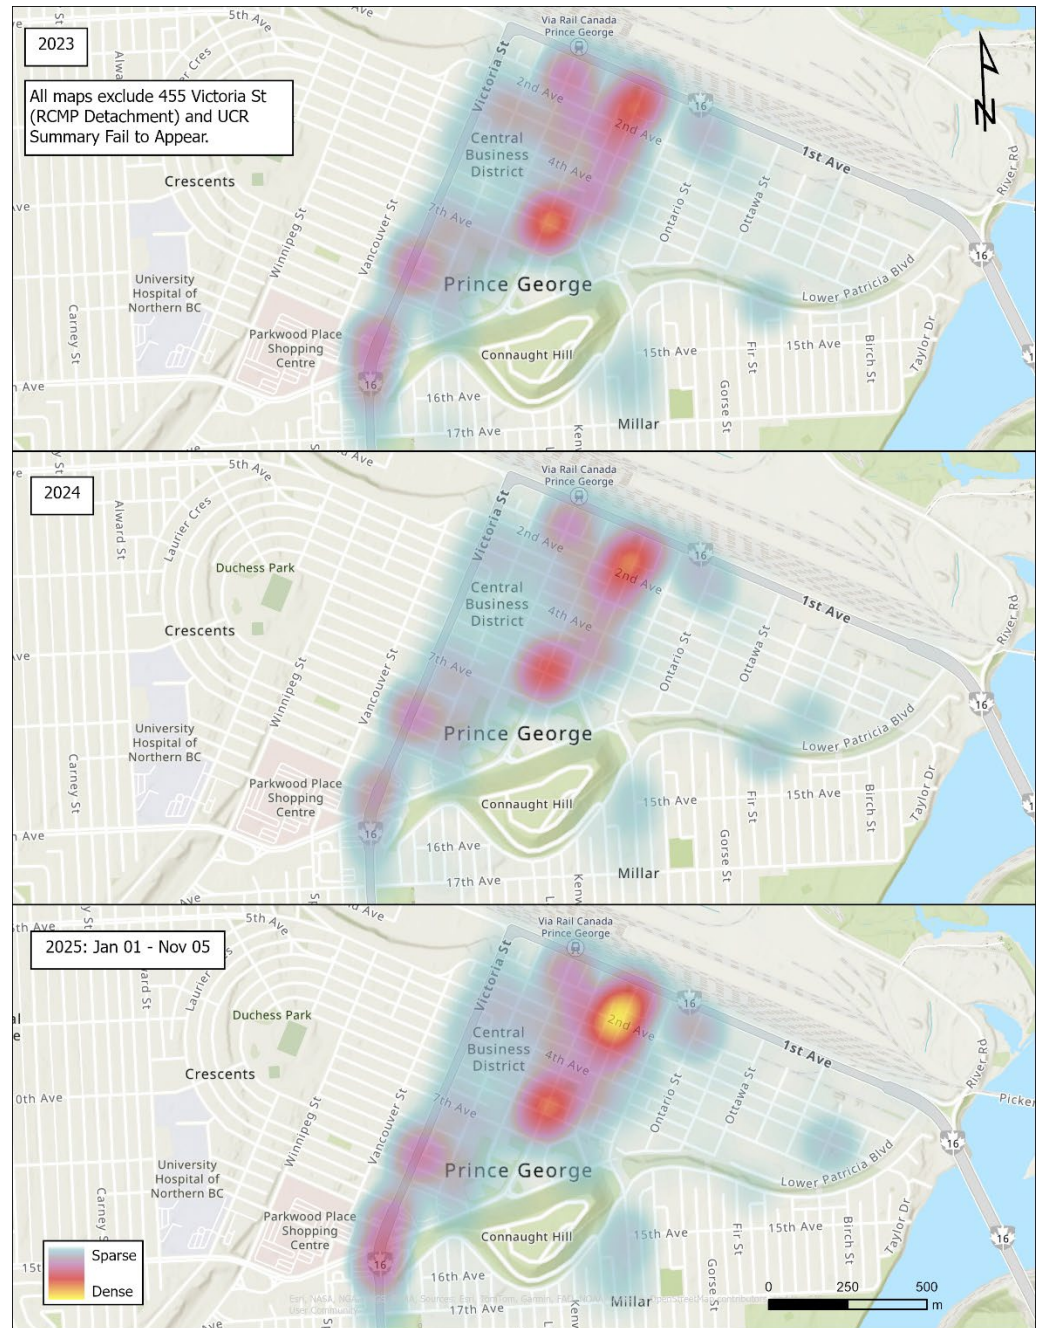 2023
All maps exclude 455 Victoria St
(RCMP Detachment) and UCR
Summary Fail to Appear.
5th Ave
Via Rail Canada
Prince George
Alward St
Laurier Cres
Victoria St
2nd Ave
16
N
Central
Business
District
2nd Ave
1st Ave
River Rd
4th Ave
Crescents
7th Ave
Winnipeg St
Vancouver St
Ontario St
Ottawa St
16
University
Hospital of
Northern BC
Prince George
Lower Patricia Blvd
Carney St
Parkwood Place
Shopping
Centre
Connaught Hill
15th Ave
Fir St
15th Ave
Birch St
Taylor Dr
16
16th Ave
Gorse St
17th Ave
Millar
2024
5th Ave
Via Rail Canada
Prince George
Alward St
Laurier Cres
Victoria St
2nd Ave
16
Duchess Park
2nd Ave
Central
Business
District
1st Ave
River Rd
4th Ave
Crescents
7th Ave
Winnipeg St
Vancouver St
Ontario St
Ottawa St
16
University
Hospital of
Northern BC
Prince George
Lower Patricia Blvd
Carney St
Parkwood Place
Shopping
Centre
Connaught Hill
15th Ave
Fir St
15th Ave
Birch St
Taylor Dr
16
16th Ave
Gorse St
17th Ave
Millar
2025: Jan 01 - Nov 05
5th Ave
Via Rail Canada
Prince George
Victoria St
16
Duchess Park
2nd Ave
Central
Business
District
1st Ave
River Rd
4th Ave
Crescents
7th Ave
Winnipeg St
Vancouver St
Ontario St
Ottawa St
16
University
Hospital of
Northern BC
Prince George
Lower Patricia Blvd
Carney St
Parkwood Place
Shopping
Centre
Connaught Hill
15th Ave
Fir St
15th Ave
Birch St
Taylor Dr
16
16
Sparse
Dense
16th Ave
Gorse St
0 250 500
m
17th Ave
Millar